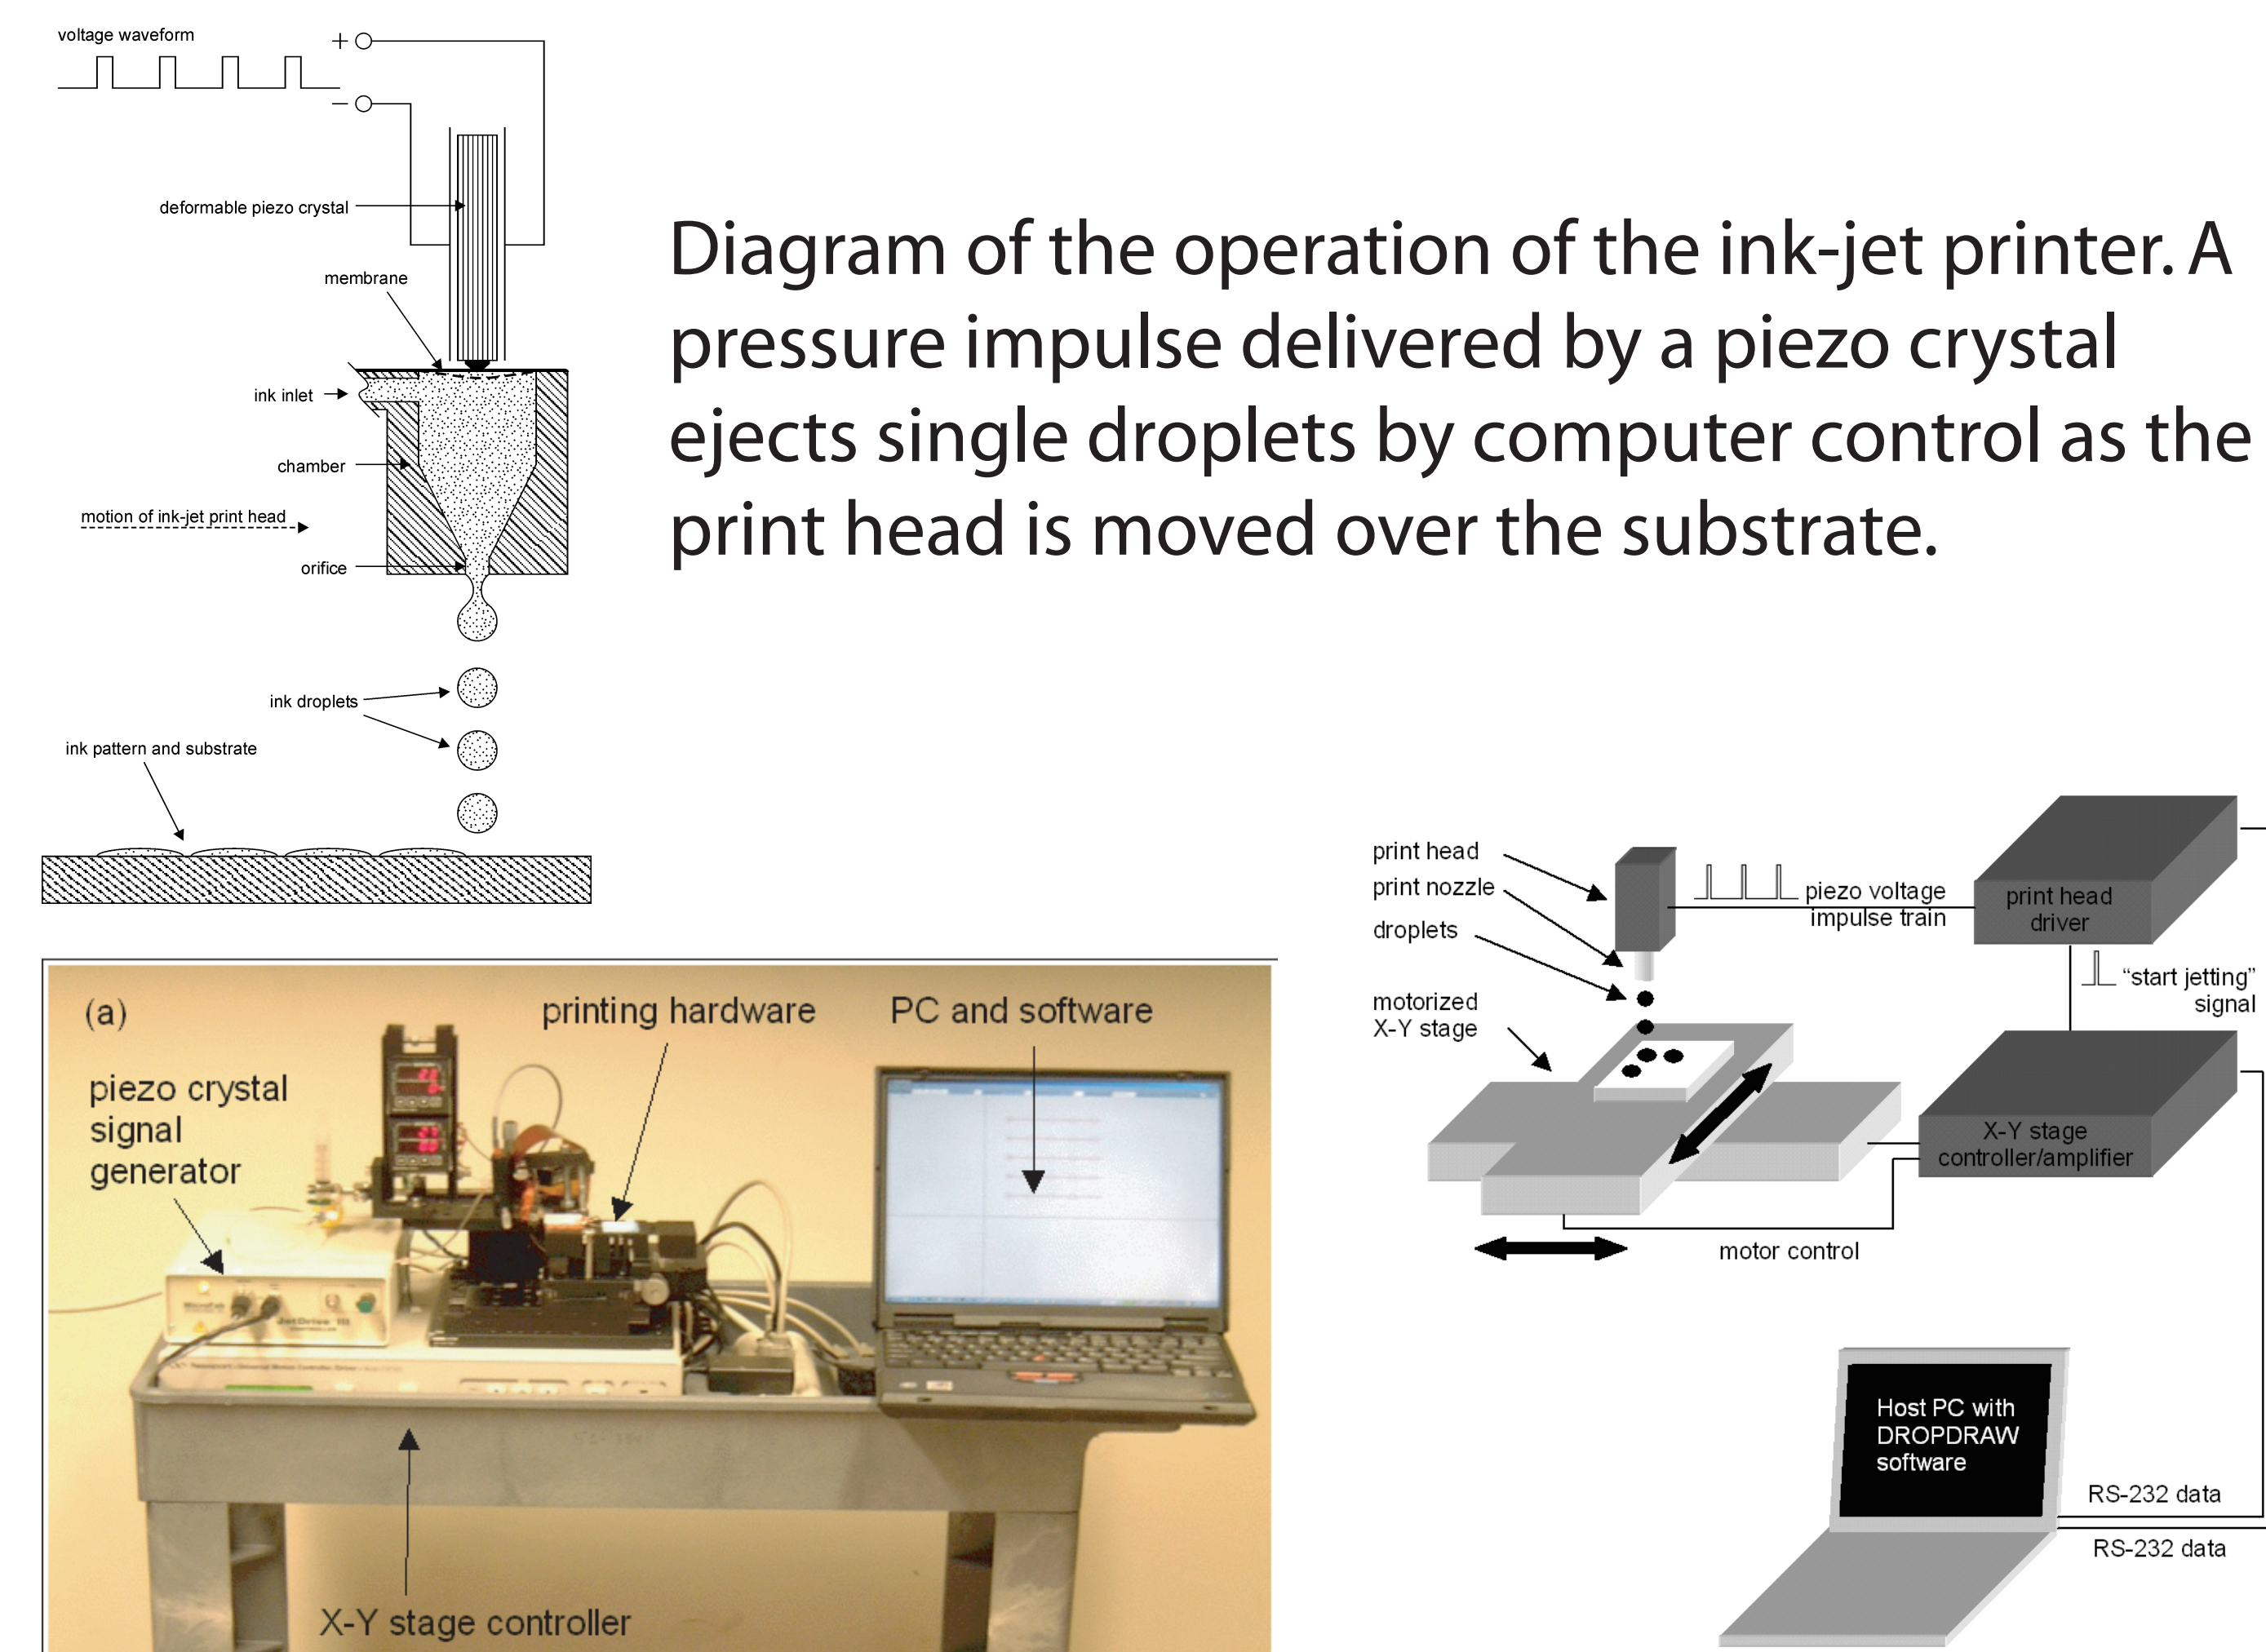 voltage waveform
+
−
deformable piezo crystal
membrane
ink inlet
chamber
motion of ink-jet print head
orifice
ink droplets
ink pattern and substrate
Diagram of the operation of the ink-jet printer. A
pressure impulse delivered by a piezo crystal
ejects single droplets by computer control as the
print head is moved over the substrate.
(a)
printing hardware
PC and software
piezo crystal
signal
generator
MicroFab
JetDrive III
X-Y stage controller
print head
print nozzle
droplets
motorized
X-Y stage
piezo voltage
impulse train
print head
driver
“start jetting”
signal
X-Y stage
controller/amplifier
motor control
Host PC with
DROPDRAW
software
RS-232 data
RS-232 data